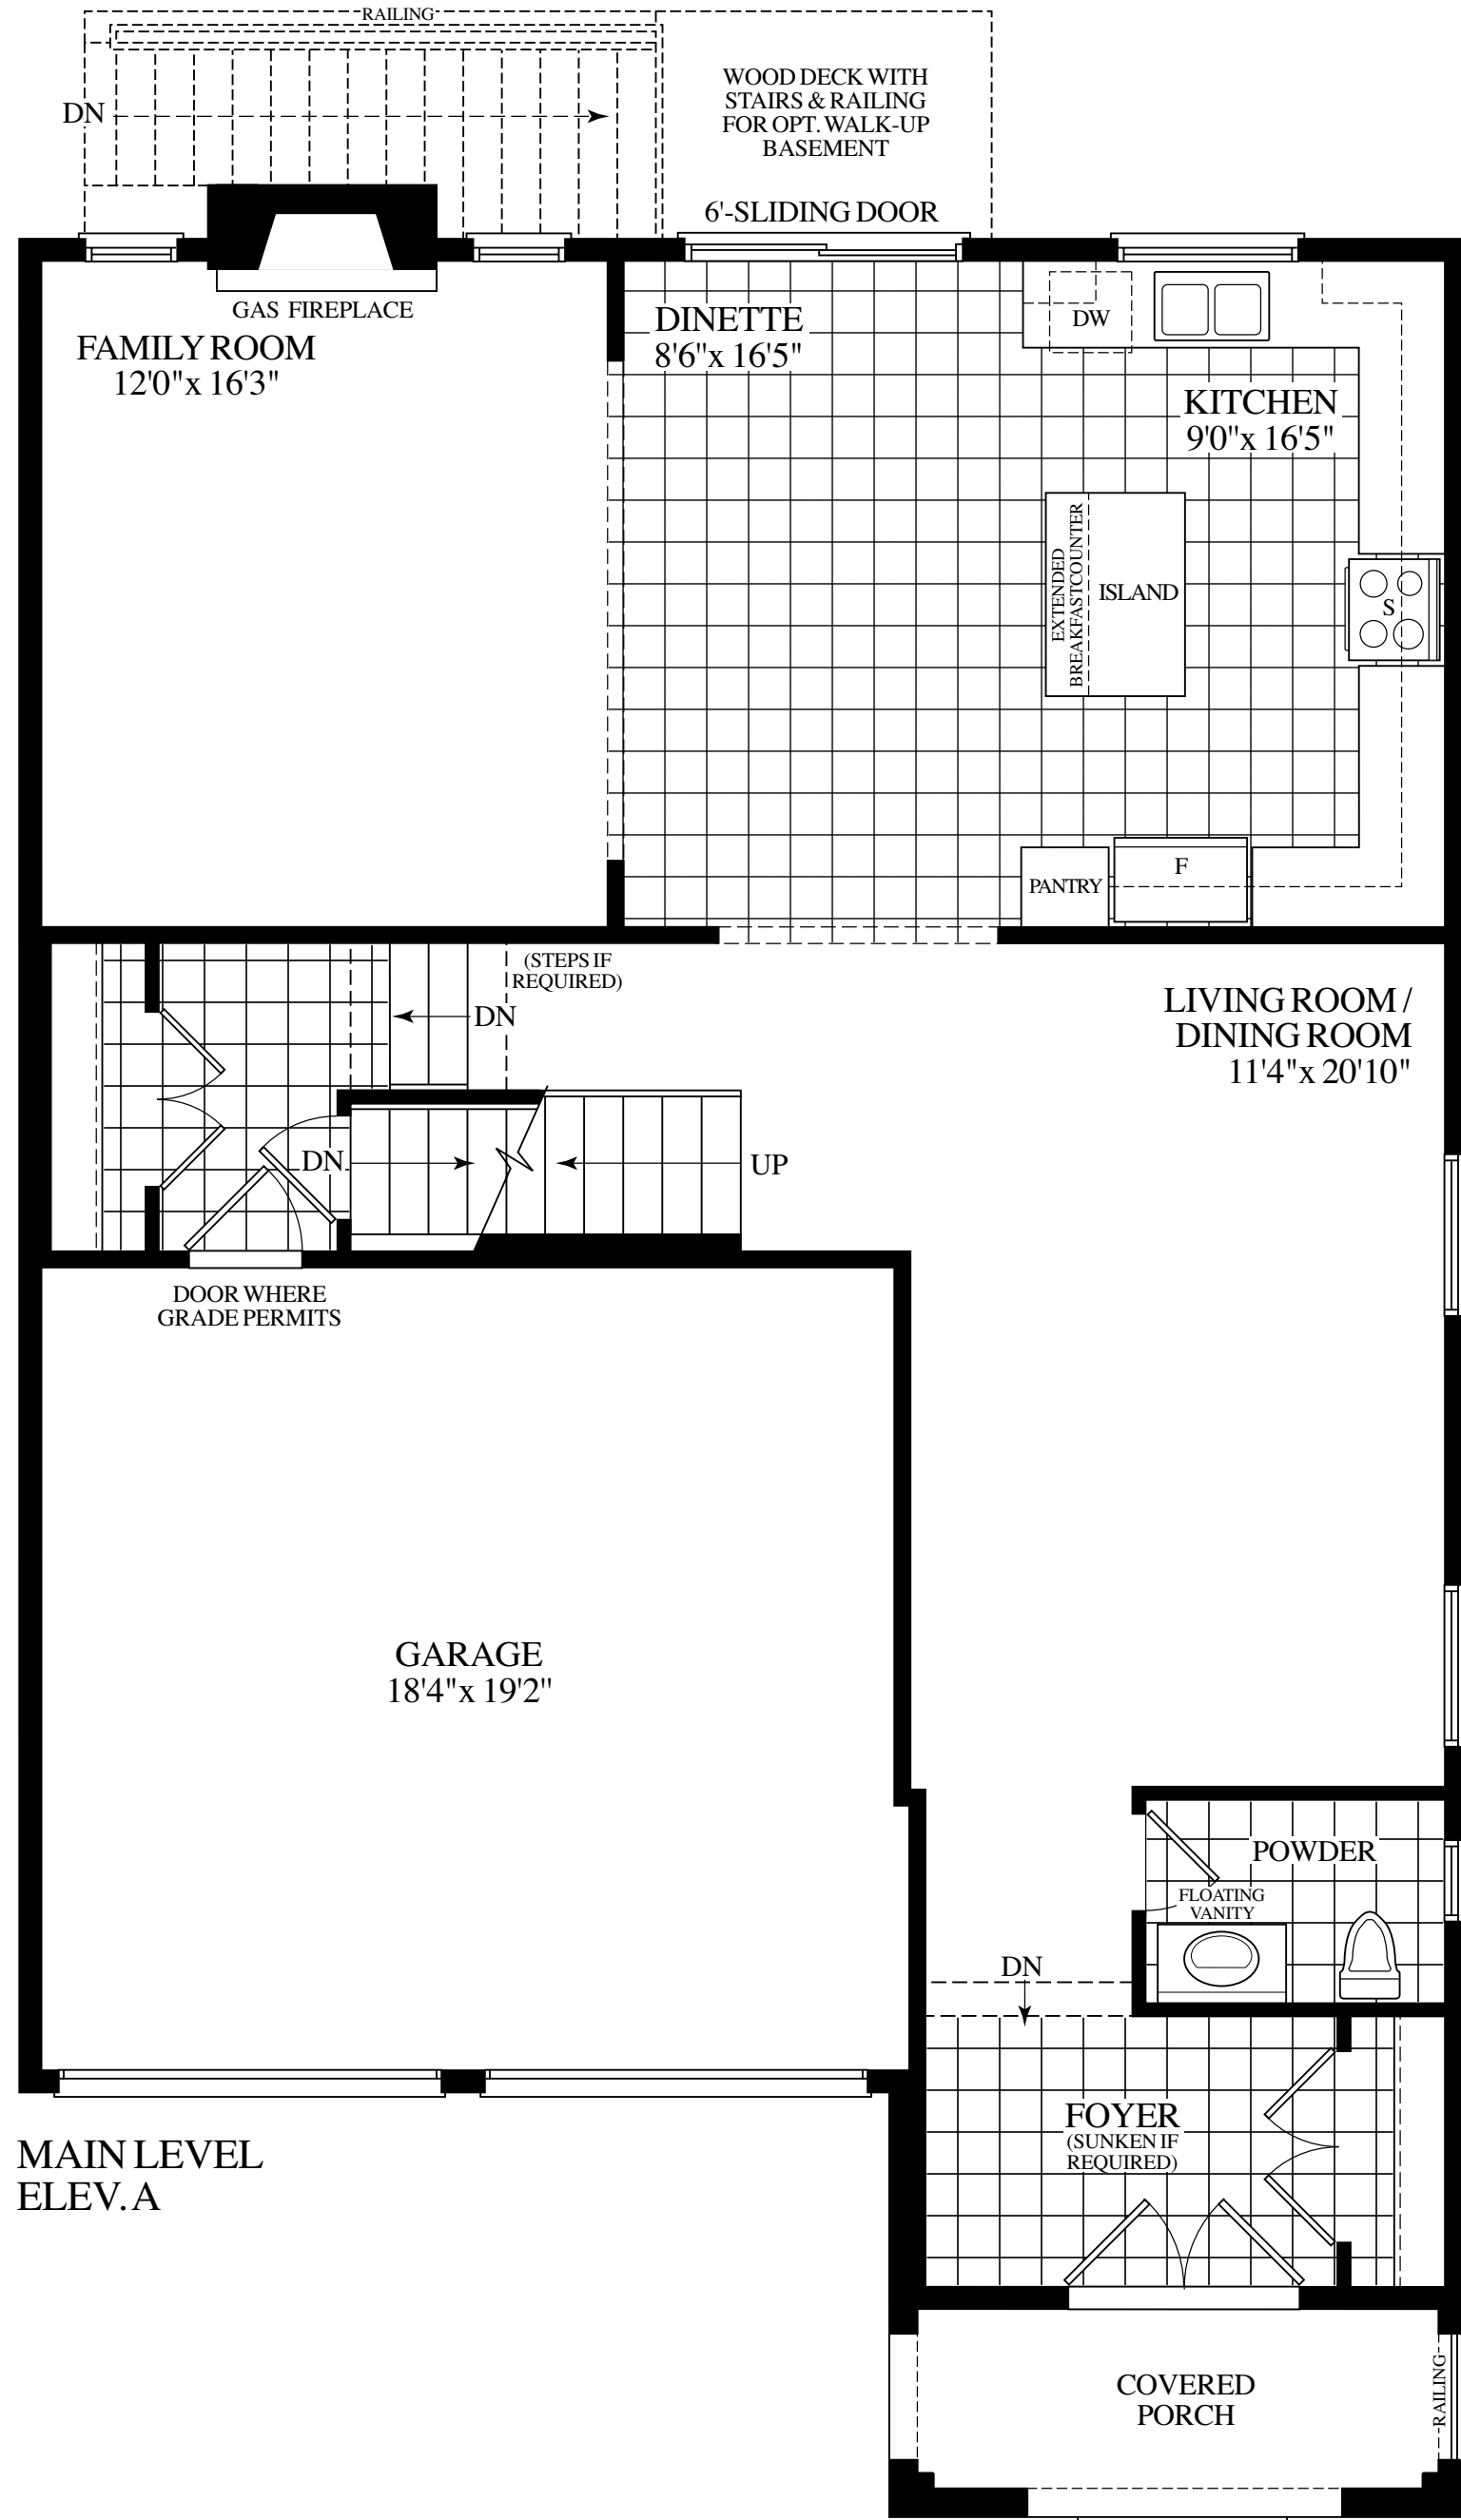 RAILING
DN
WOOD DECK WITH
STAIRS & RAILING
FOR OPT. WALK-UP
BASEMENT
6'-SLIDING DOOR
GAS FIREPLACE
FAMILY ROOM
12'0"x 16'3"
DINETTE
8'6"x 16'5"
DW
KITCHEN
9'0"x 16'5"
EXTENDED
BREAKFAST COUNTER
ISLAND
S
PANTRY
F
(STEPS IF
REQUIRED)
DN
LIVING ROOM /
DINING ROOM
11'4"x 20'10"
DN
UP
DOOR WHERE
GRADE PERMITS
GARAGE
18'4"x 19'2"
POWDER
FLOATING
VANITY
DN
FOYER
(SUNKEN IF
REQUIRED)
MAIN LEVEL
ELEV. A
COVERED
PORCH
RAILING